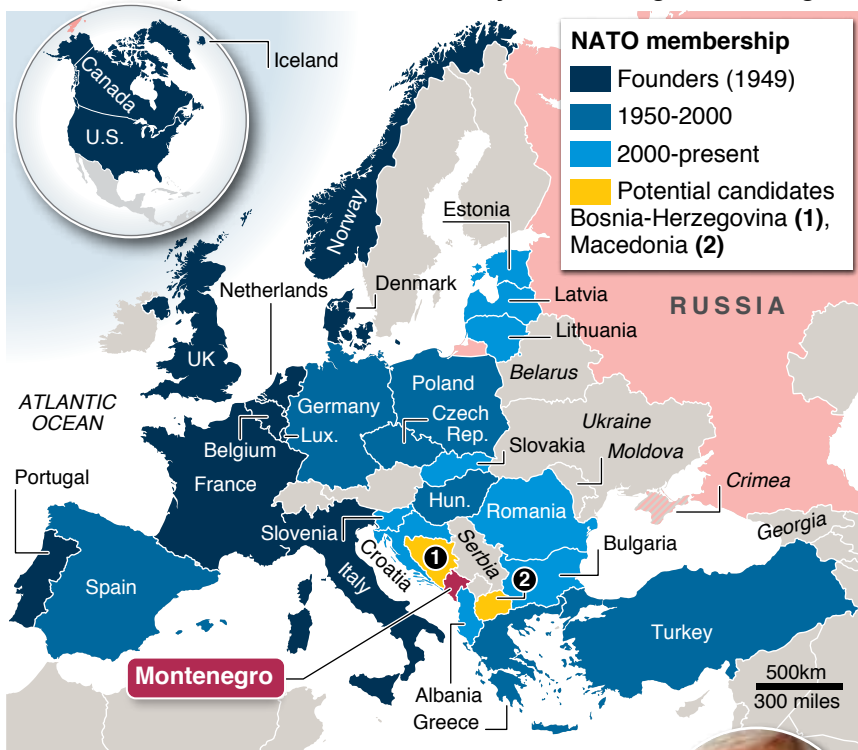 Iceland
Canada
U.S.
NATO membership
Founders (1949)
1950-2000
2000-present
Potential candidates
Bosnia-Herzegovina (1),
Macedonia (2)
Norway
Estonia
Netherlands
Denmark
Latvia
RUSSIA
Lithuania
UK
Belarus
ATLANTIC
OCEAN
Poland
Germany
Czech
Rep.
Ukraine
Belgium
Lux.
Slovakia
Moldova
Portugal
France
Crimea
Hun.
Romania
Slovenia
Georgia
Bulgaria
Croatia
1
Serbia
2
Spain
Italy
Turkey
Montenegro
500km
300 miles
Albania
Greece